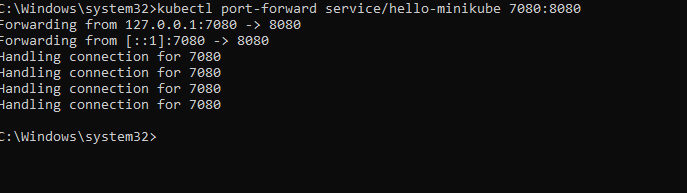 C:\Windows\system32>kubectl port-forward service/hello-minikube 7080:8080
Forwarding from 127.0.0.1:7080 -> 8080
Forwarding from [::1]:7080 -> 8080
Handling connection for 7080
Handling connection for 7080
Handling connection for 7080
Handling connection for 7080
C:\Windows\system32>